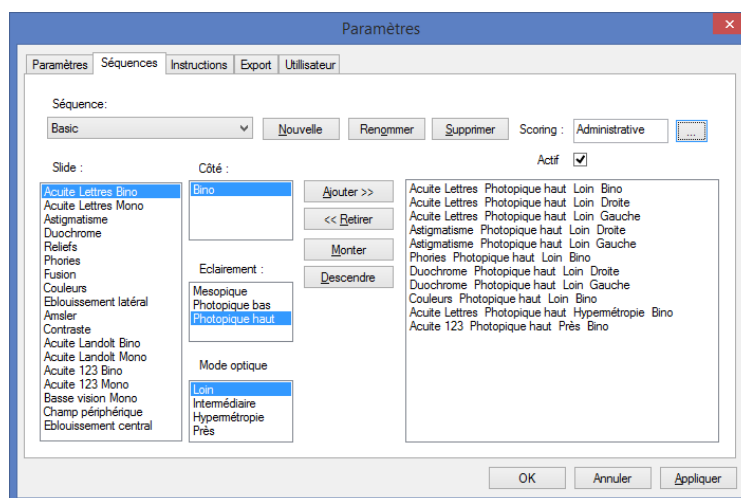 Paramètres
Paramètres Séquences Instructions Export Utilisateur
Séquence:
Basic Nouvelle Renommer Supprimer Scoring : Administrative ...
Actif
Slide :
Acuite Lettres Bino
Acuite Lettres Mono
Astigmatisme
Duochrome
Reliefs
Phories
Fusion
Couleurs
Eblouissement latéral
Amsler
Contraste
Acuite Landolt Bino
Acuite Landolt Mono
Acuite 123 Bino
Acuite 123 Mono
Basse vision Mono
Champ périphérique
Eblouissement central
Côté :
Bino
Eclairement :
Mesopique
Photopique bas
Photopique haut
Mode optique
Loin
Intermédiaire
Hypermétropie
Près
Ajouter >>
<< Retirer
Monter
Descendre
Acuite Lettres Photopique haut Loin Bino
Acuite Lettres Photopique haut Loin Droite
Acuite Lettres Photopique haut Loin Gauche
Astigmatisme Photopique haut Loin Droite
Astigmatisme Photopique haut Loin Gauche
Phories Photopique haut Loin Bino
Duochrome Photopique haut Loin Droite
Duochrome Photopique haut Loin Gauche
Couleurs Photopique haut Loin Bino
Acuite Lettres Photopique haut Hypermétropie Bino
Acuite 123 Photopique haut Près Bino
OK Annuler Appliquer